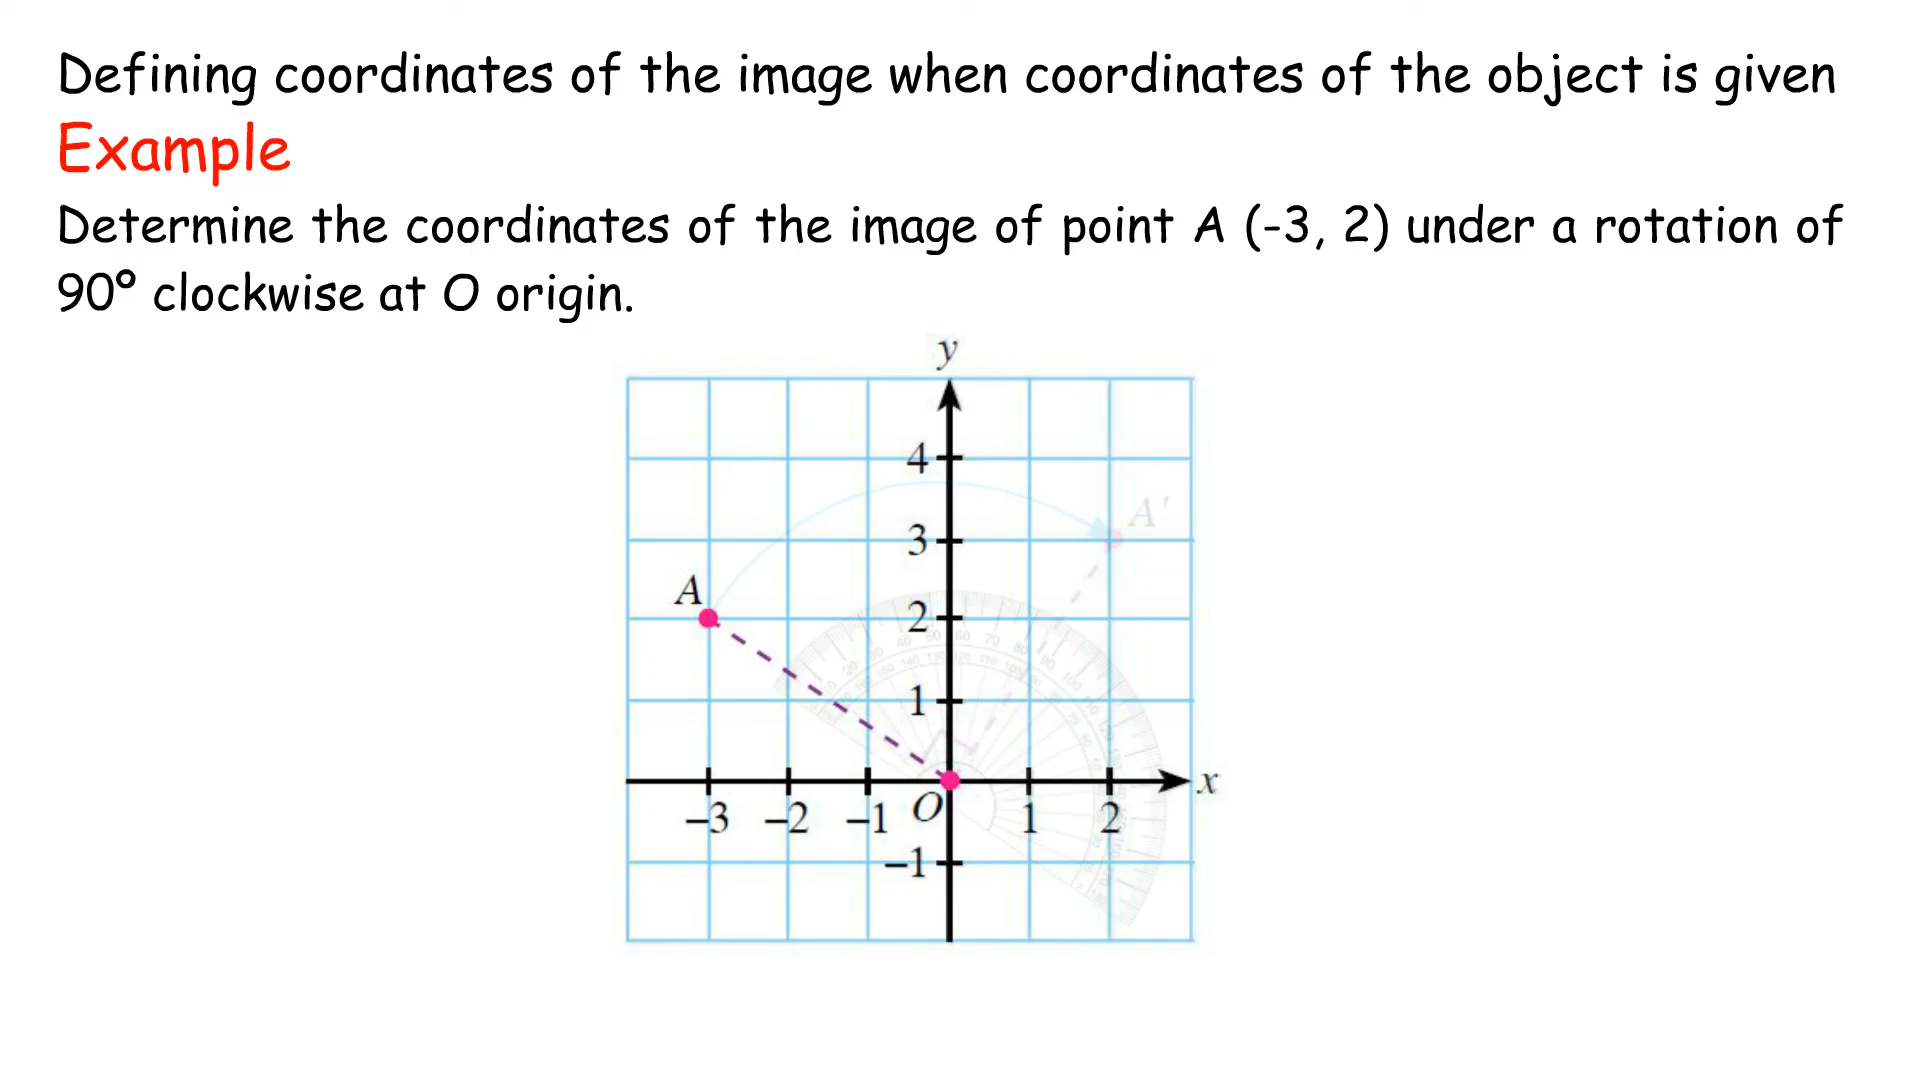 Defining coordinates of the image when coordinates of the object is given
Example
Determine the coordinates of the image of point A (-3, 2) under a rotation of
90° clockwise at O origin.
y
4
A'
3
A
2
1
x
O
–3 –2 –1 1 2
–1